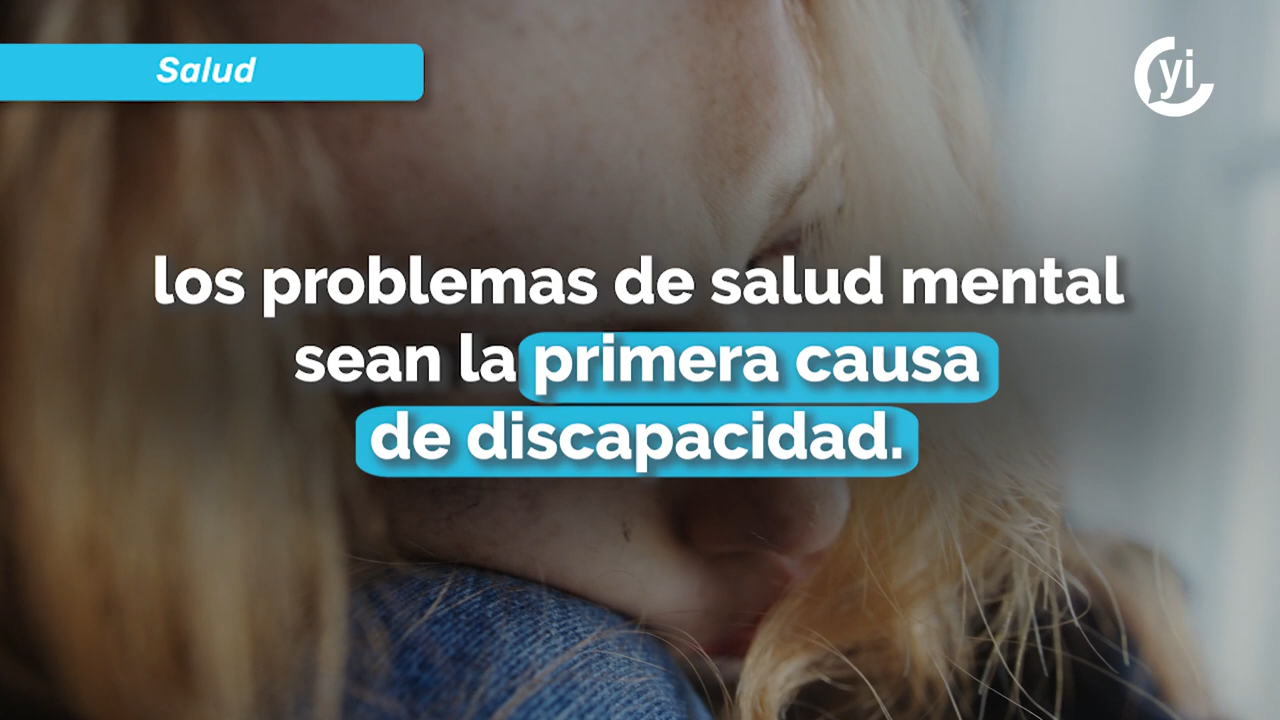 Salud
yi
los problemas de salud mental
sean la primera causa
de discapacidad.